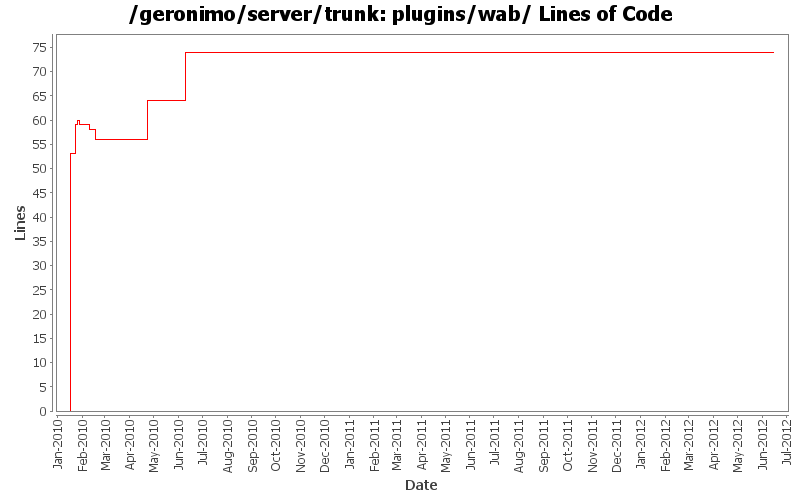 /geronimo/server/trunk: plugins/wab/ Lines of Code
75
70
65
60
55
50
45
40
35
30
25
20
15
10
5
0
Lines
Jan-2010
Feb-2010
Mar-2010
Apr-2010
May-2010
Jun-2010
Jul-2010
Aug-2010
Sep-2010
Oct-2010
Nov-2010
Dec-2010
Jan-2011
Feb-2011
Mar-2011
Apr-2011
May-2011
Jun-2011
Jul-2011
Aug-2011
Sep-2011
Oct-2011
Nov-2011
Dec-2011
Jan-2012
Feb-2012
Mar-2012
Apr-2012
May-2012
Jun-2012
Jul-2012
Date